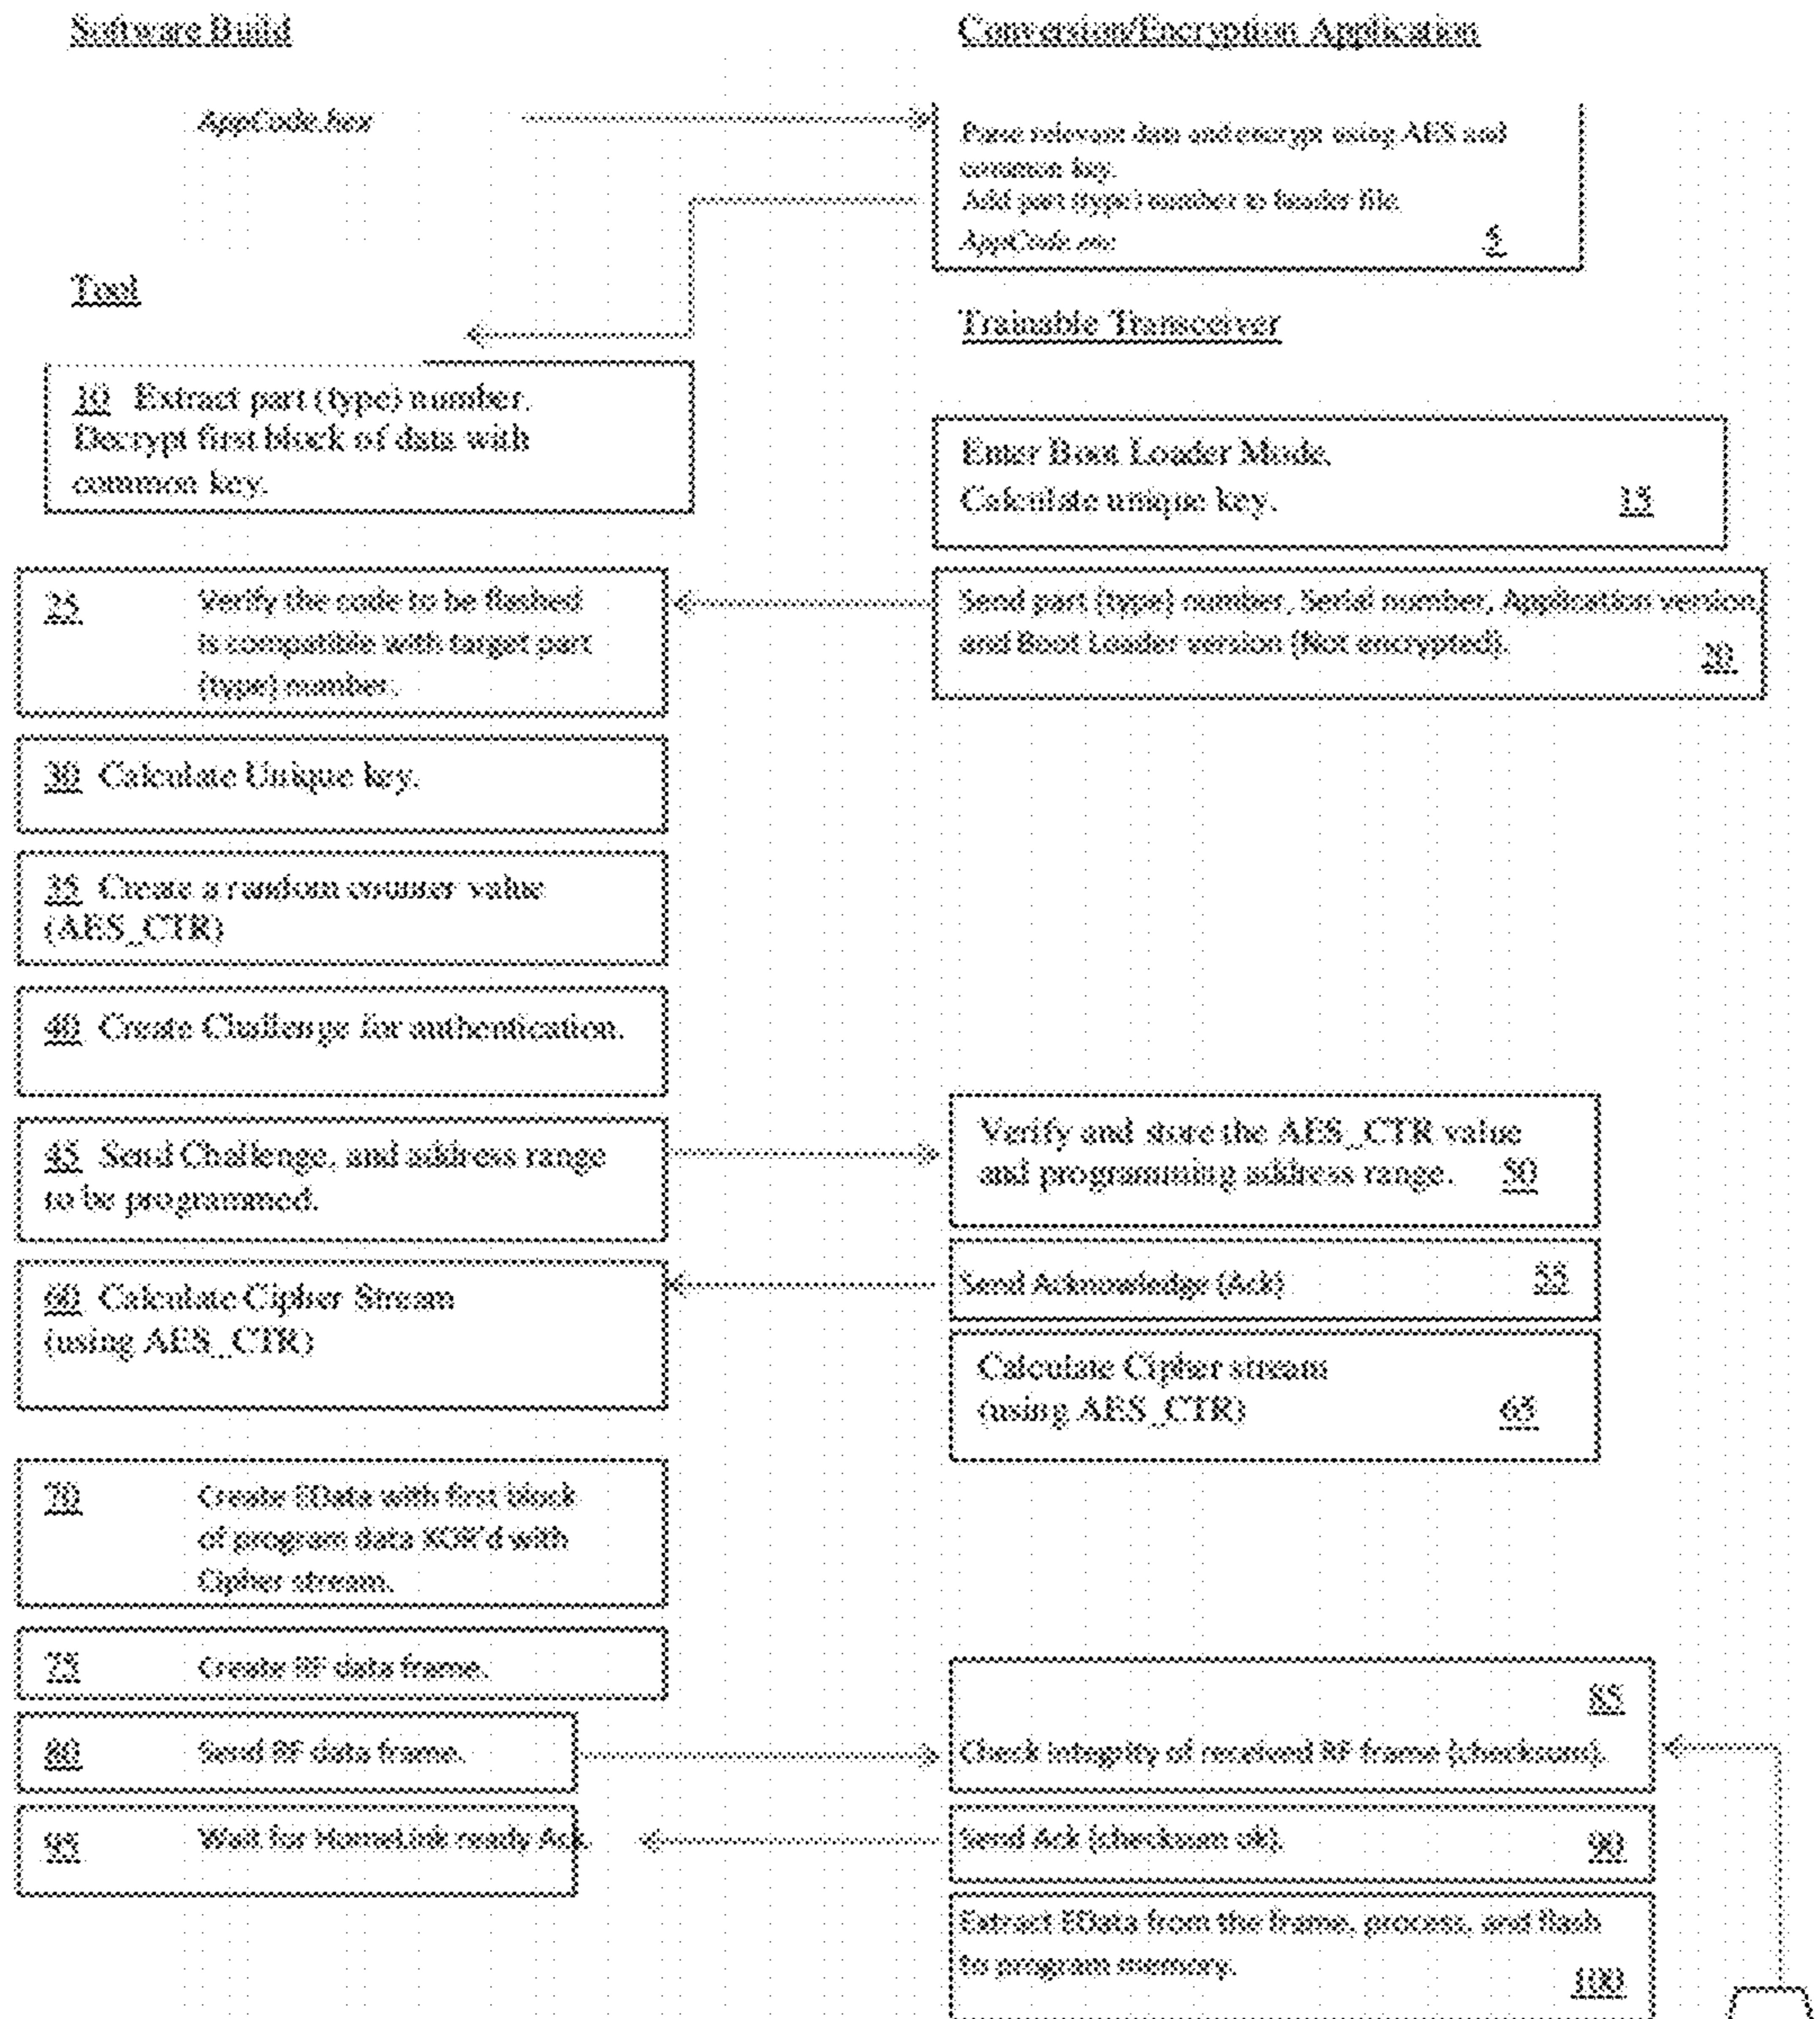 Software Build
Conversion/Encryption Application
AppCode.hex
Parse relevant data and encrypt using AES and
common key.
Add part (type) number to header file.
AppCode.enc
5
Tool
Trainable Transceiver
10 Extract part (type) number.
Decrypt first block of data with
common key.
Enter Boot Loader Mode.
Calculate unique key. 15
25 Verify the code to be flashed
is compatible with target part
(type) number.
Send part (type) number, Serial number, Application version
and Boot Loader version (Not encrypted).
20
30 Calculate Unique key.
35 Create a random counter value
(AES_CTR)
40 Create Challenge for authentication.
45 Send Challenge, and address range
to be programmed.
Verify and store the AES_CTR value
and programming address range. 50
Send Acknowledge (Ack) 55
60 Calculate Cipher Stream
(using AES_CTR)
Calculate Cipher stream
(using AES_CTR) 65
70 Create EData with first block
of program data XOR'd with
Cipher stream.
75 Create RF data frame.
80 Send RF data frame.
85
Check integrity of received RF frame (checksum).
95 Wait for HomeLink ready Ack.
Send Ack (checksum ok). 90
Extract EData from the frame, process, and flash
to program memory.
100